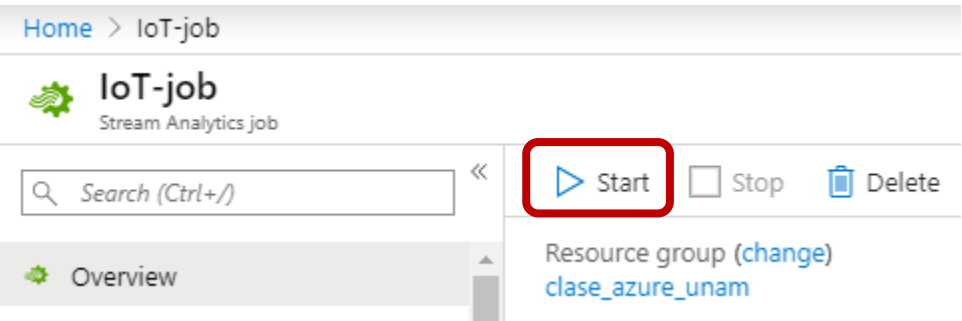 Home > IoT-job
IoT-job
Stream Analytics job
Search (Ctrl+/)
«
Start
Stop
Delete
Overview
Resource group (change)
clase_azure_unam